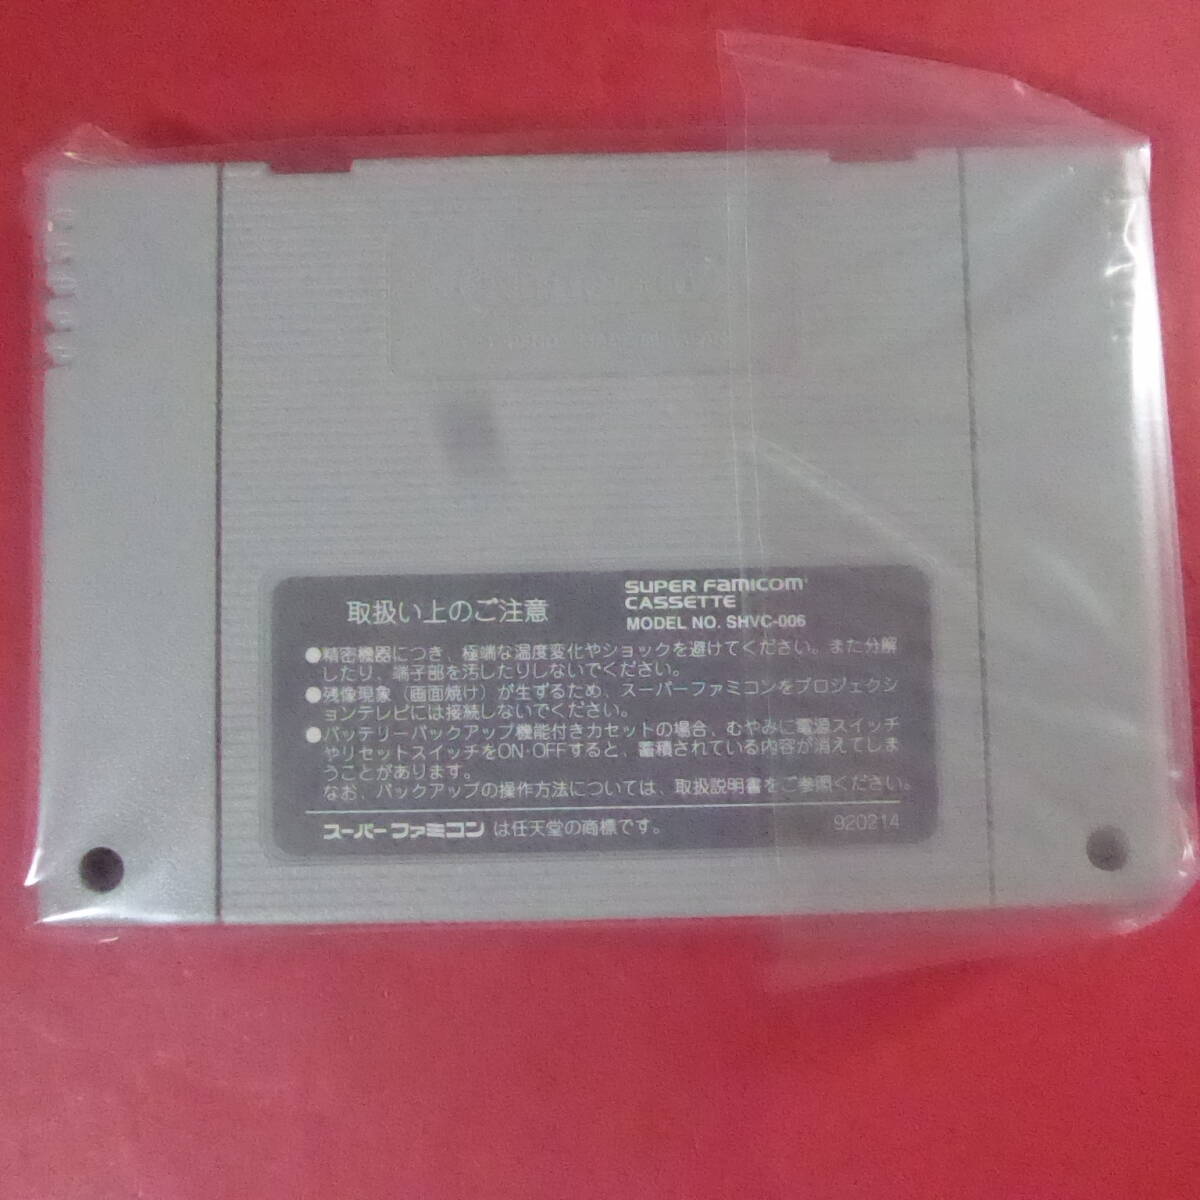 取扱い上のご注意
SUPER FAMICOM
CASSETTE
MODEL NO. SHVC-006
●精密機器につき、極端な温度変化やショックを避けてください。また分解
したり、端子部を汚したりしないでください。
●残像現象（画面焼け）が生ずるため、スーパーファミコンをプロジェクシ
ョンテレビには接続しないでください。
●バッテリーバックアップ機能付きカセットの場合、むやみに電源スイッチ
やリセットスイッチをON・OFFすると、蓄積されている内容が消えてしま
うことがあります。
なお、バックアップの操作方法については、取扱説明書をご参照ください。
スーパーファミコン は任天堂の商標です。
920214